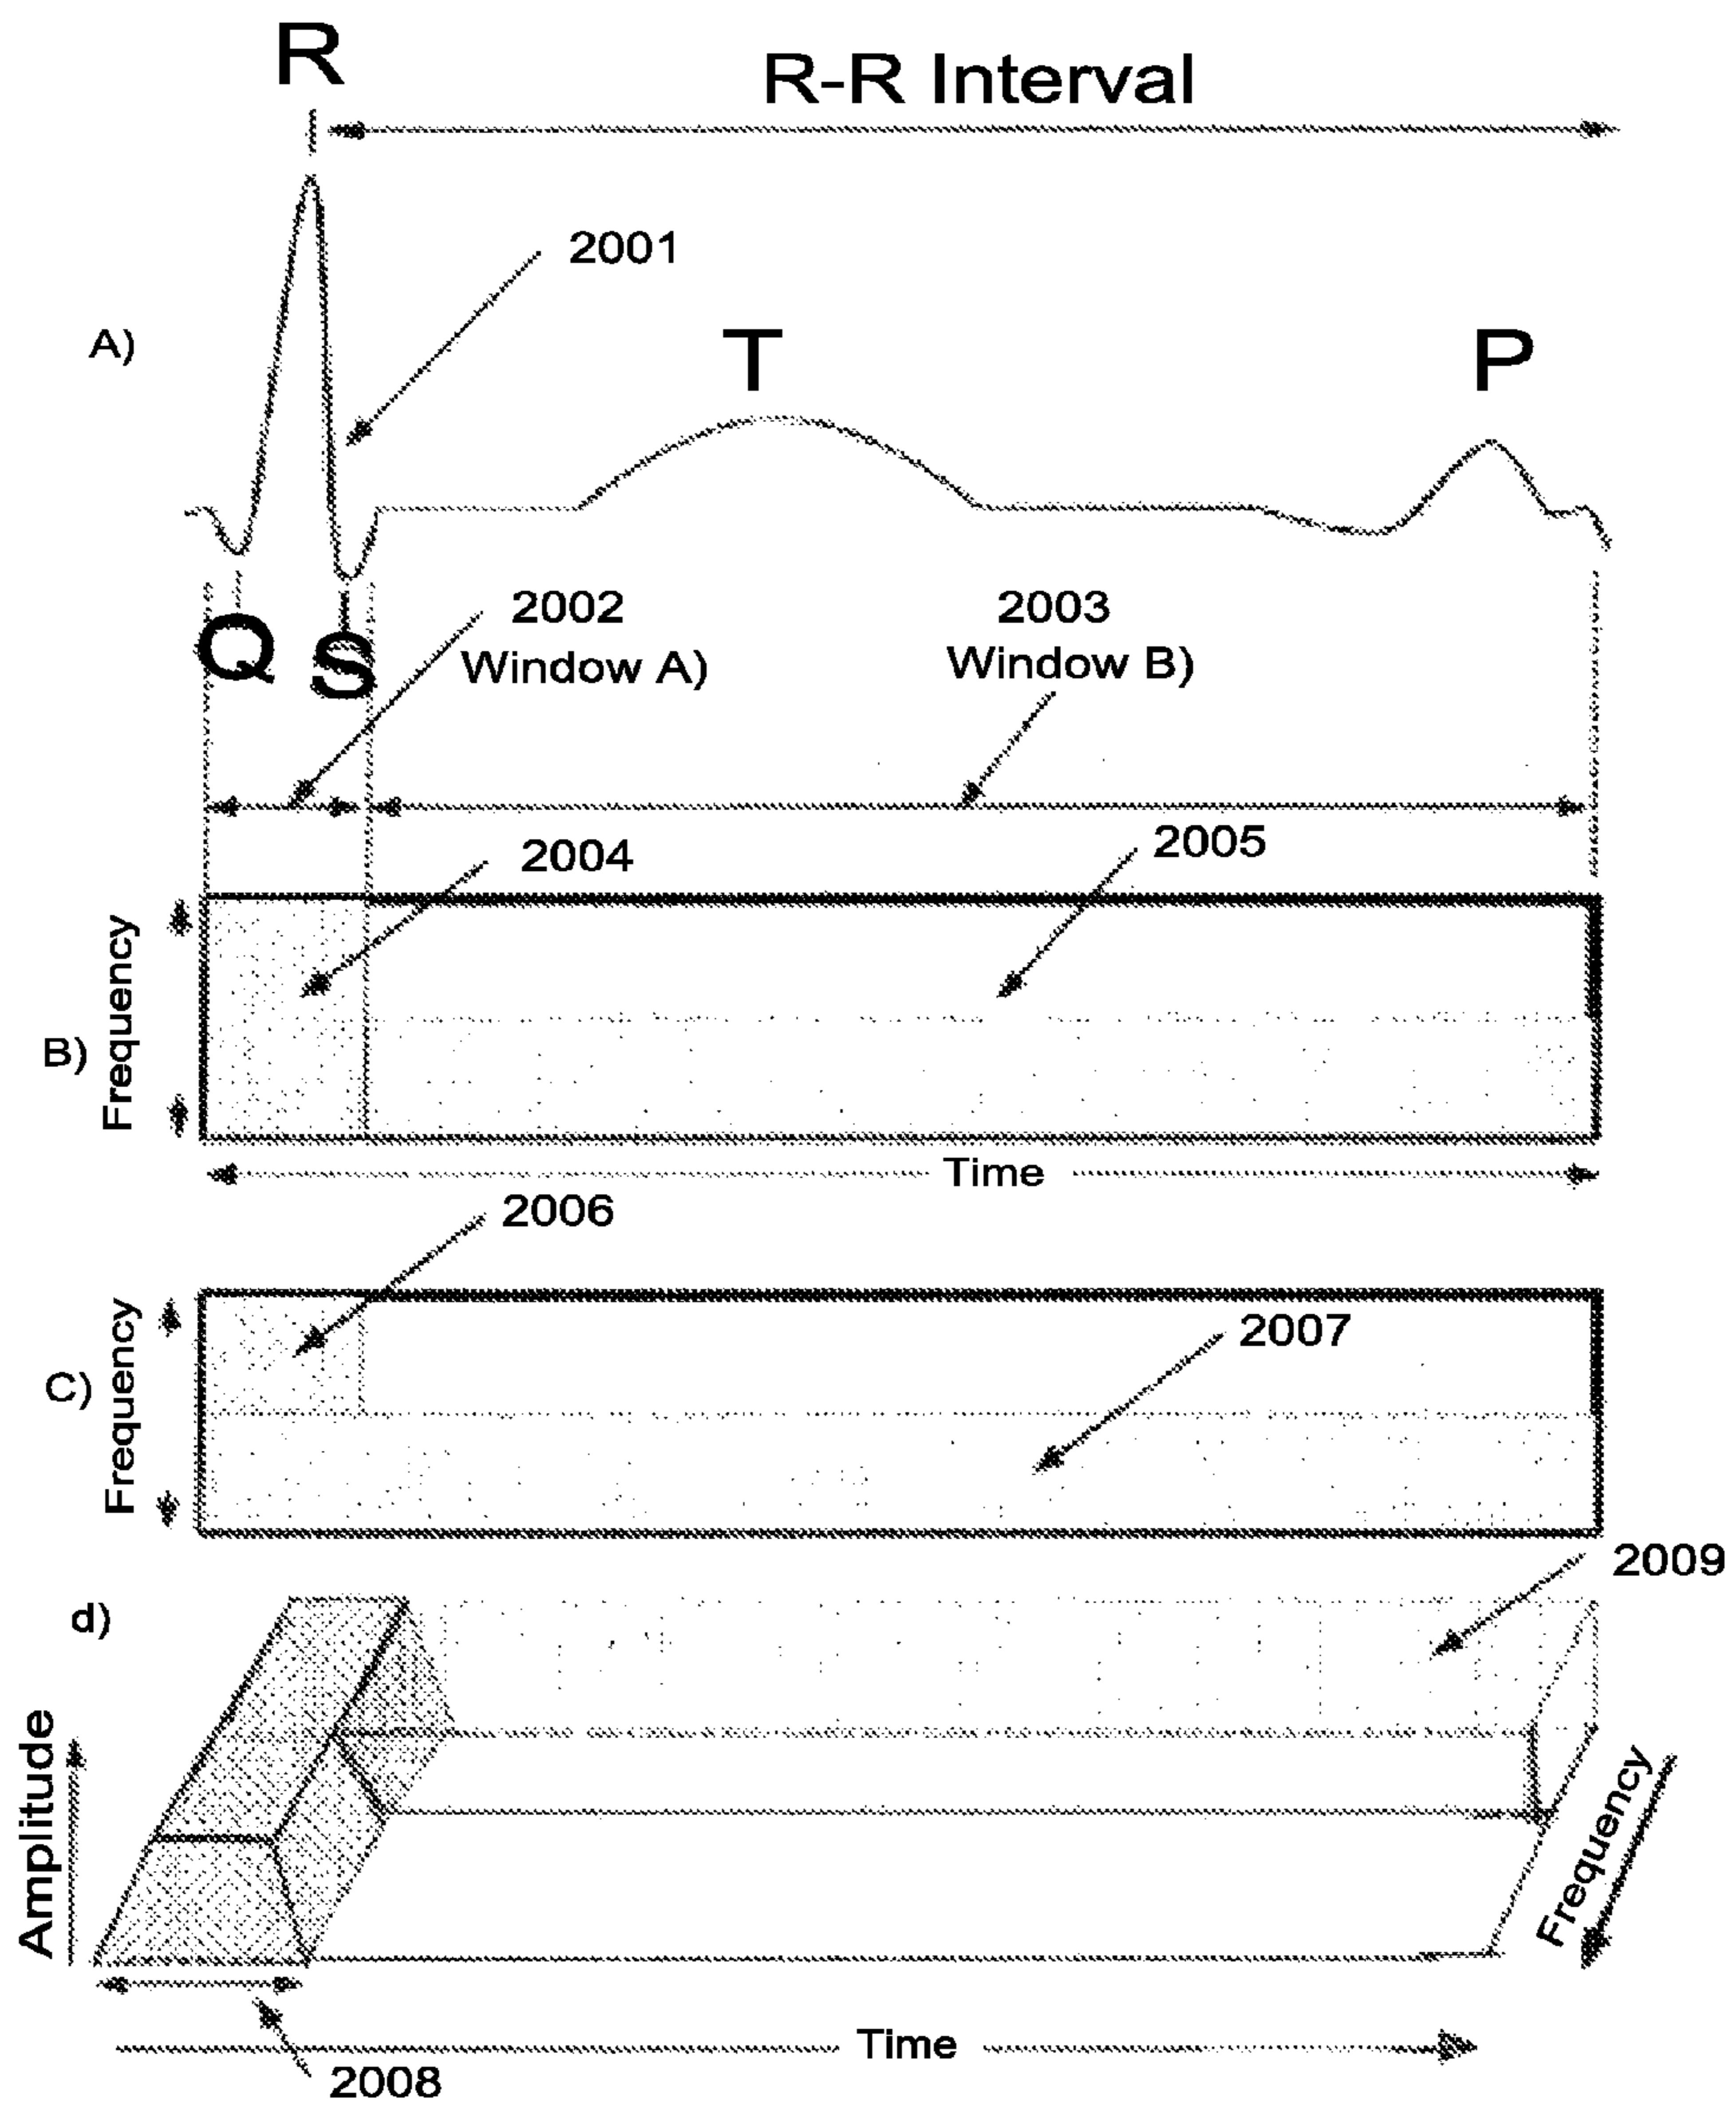 R
R-R Interval
2001
A)
T
P
Q
S
2002
Window A)
2003
Window B)
2004
2005
Frequency
B)
Time
2006
Frequency
2007
C)
2009
d)
Amplitude
Frequency
Time
2008